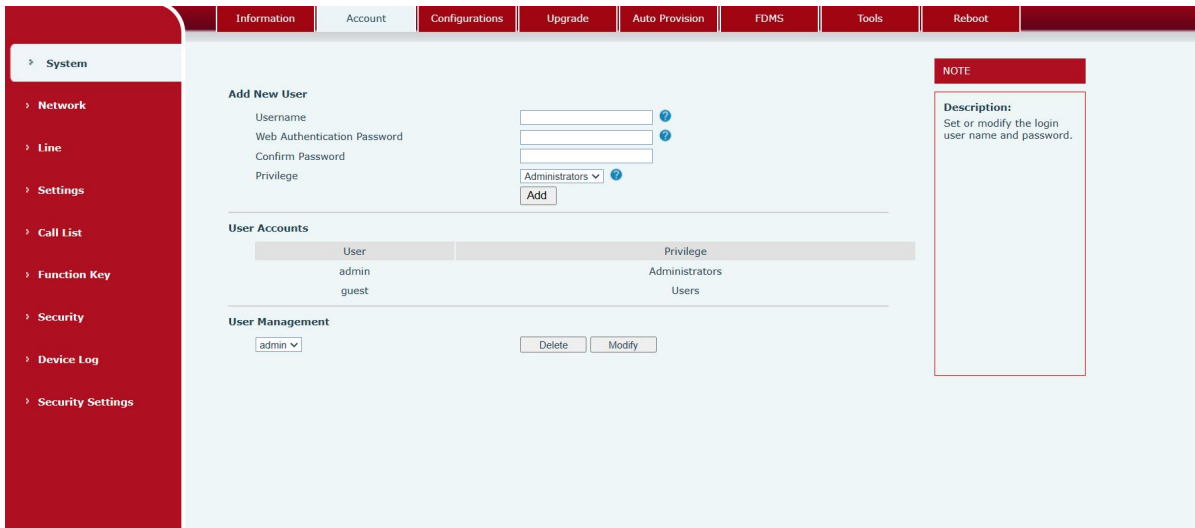 Information Account Configurations Upgrade Auto Provision FDMS Tools Reboot
System
Network
Line
Settings
Call List
Function Key
Security
Device Log
Security Settings
Add New User
Username
Web Authentication Password
Confirm Password
Privilege Administrators
Add
User Accounts
User Privilege
admin Administrators
guest Users
User Management
admin Delete Modify
NOTE
Description:
Set or modify the login
user name and password.